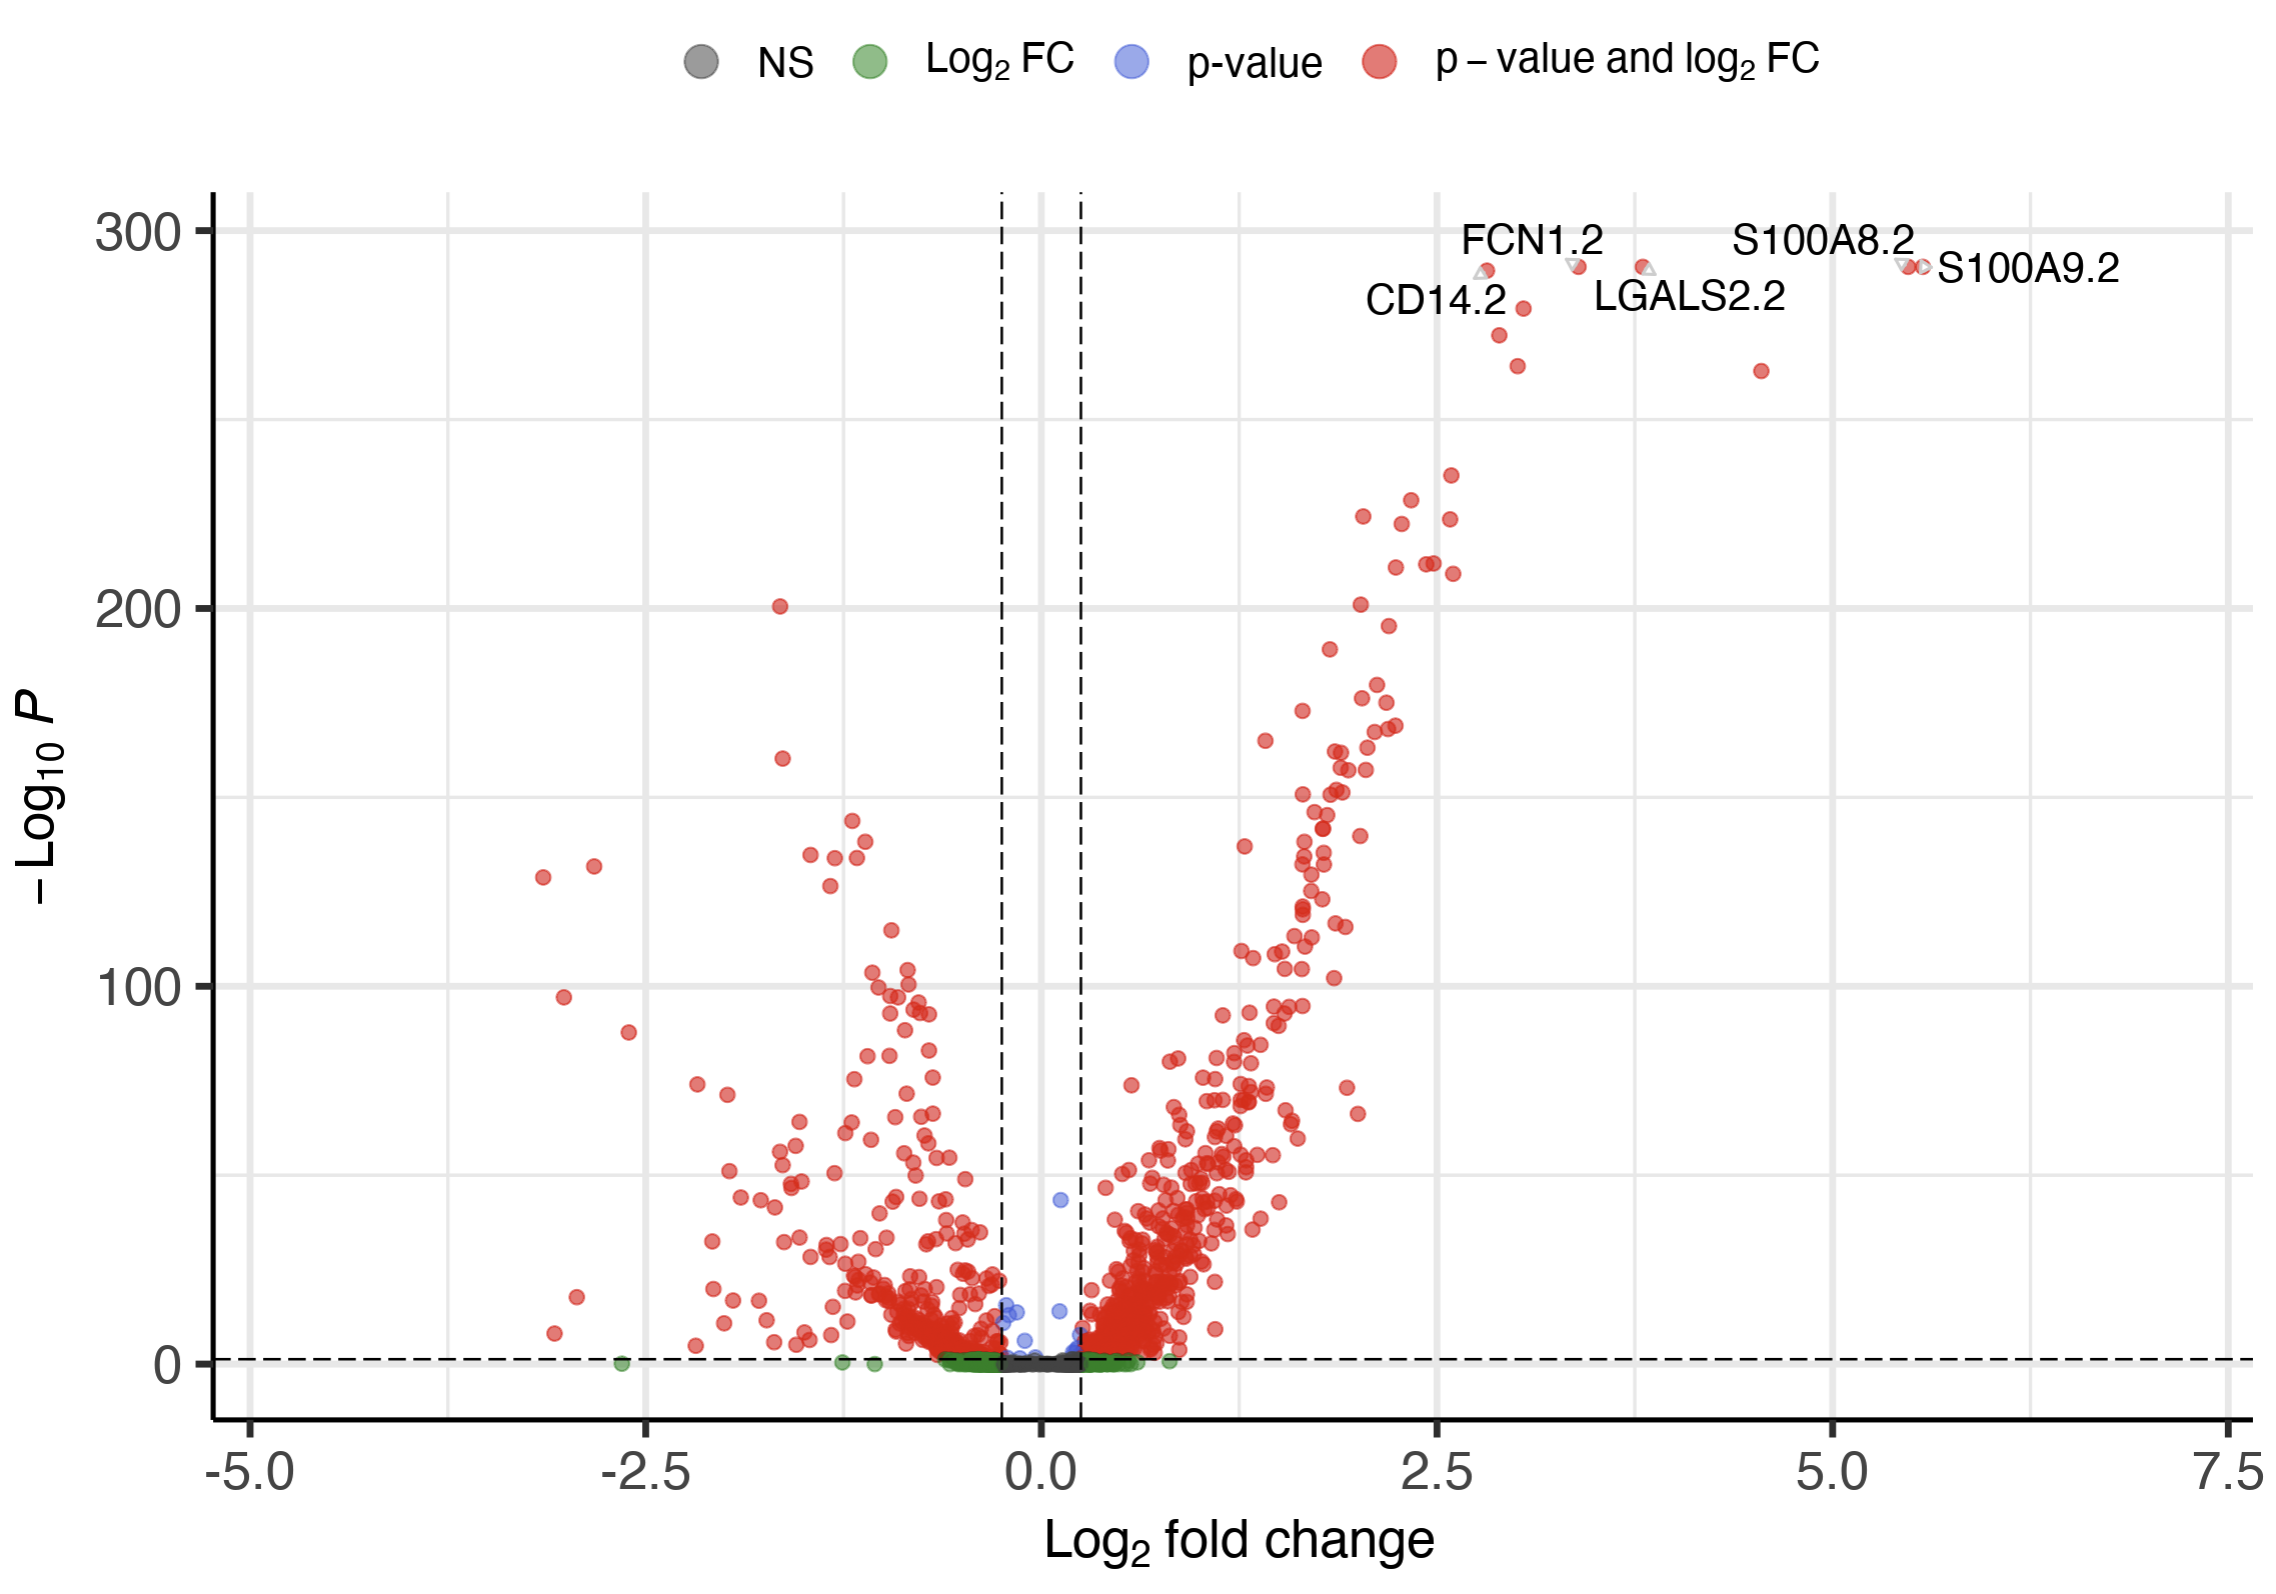 NS Log₂ FC p-value p – value and log₂ FC
300
200
100
0
– Log₁₀ P
FCN1.2
S100A8.2
S100A9.2
CD14.2
LGALS2.2
-5.0 -2.5 0.0 2.5 5.0 7.5
Log₂ fold change